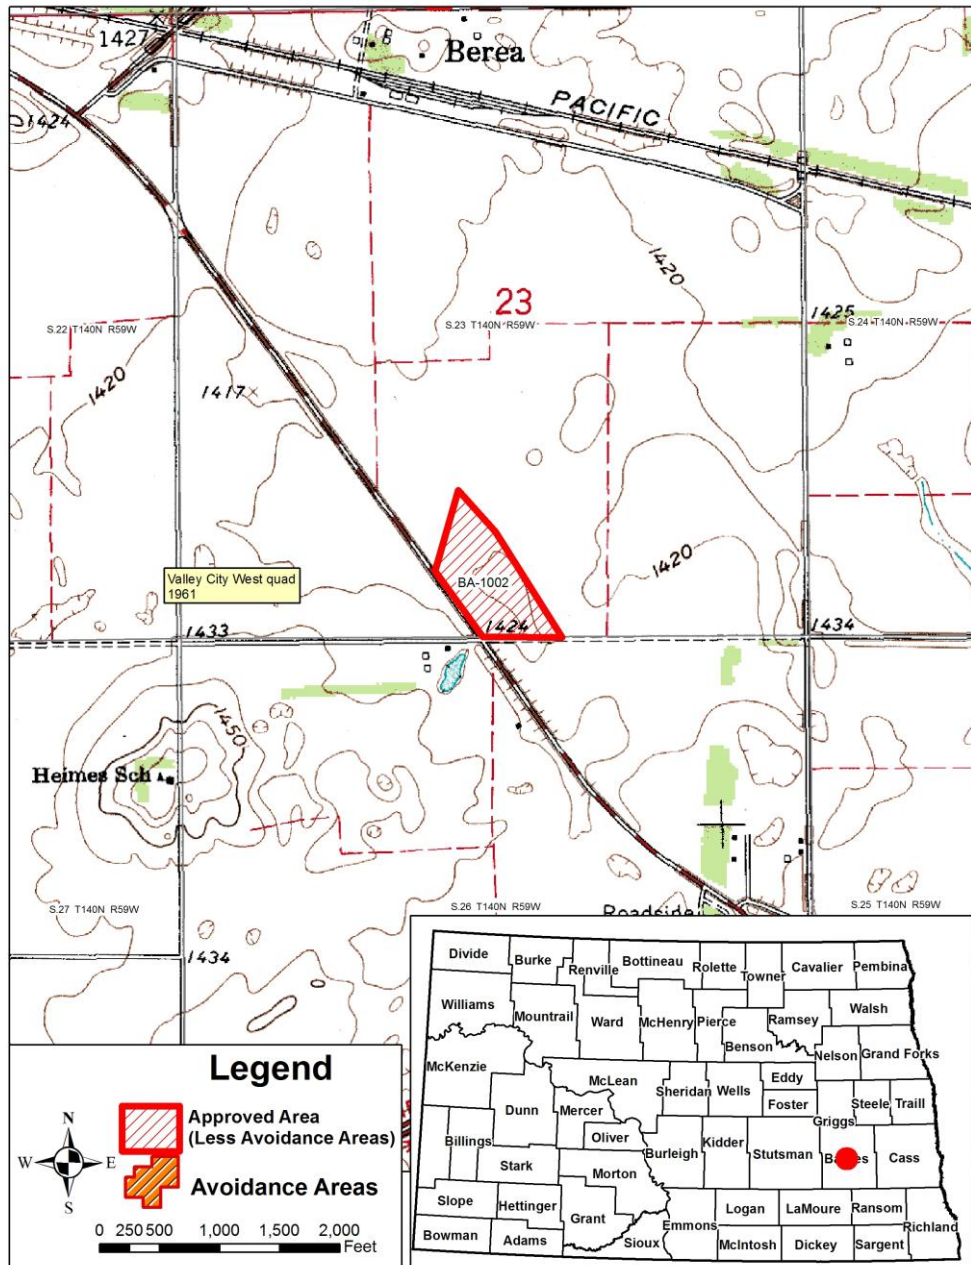 1427
Berea
PACIFIC
1424
1420
23
1425
S.22 T140N R59W
S.23 T140N R59W
S.24 T140N R59W
1420
1417
1420
BA-1002
Valley City West quad
1961
1433
1424
1434
1450
Heimes Sch
S.27 T140N R59W
S.26 T140N R59W
S.25 T140N R59W
Roadside
1434
Legend
Approved Area
(Less Avoidance Areas)
Avoidance Areas
N
W
E
S
0 250 500 1,000 1,500 2,000
Feet
Divide
Burke
Renville
Bottineau
Rolette
Towner
Cavalier
Pembina
Williams
Mountrail
Ward
McHenry
Pierce
Benson
Ramsey
Walsh
Nelson
Grand Forks
McKenzie
McLean
Sheridan
Wells
Eddy
Foster
Griggs
Steele
Traill
Dunn
Mercer
Oliver
Billings
Burleigh
Kidder
Stutsman
Cass
Stark
Morton
Slope
Hettinger
Grant
Logan
LaMoure
Ransom
Richland
Bowman
Adams
Sioux
Emmons
McIntosh
Dickey
Sargent